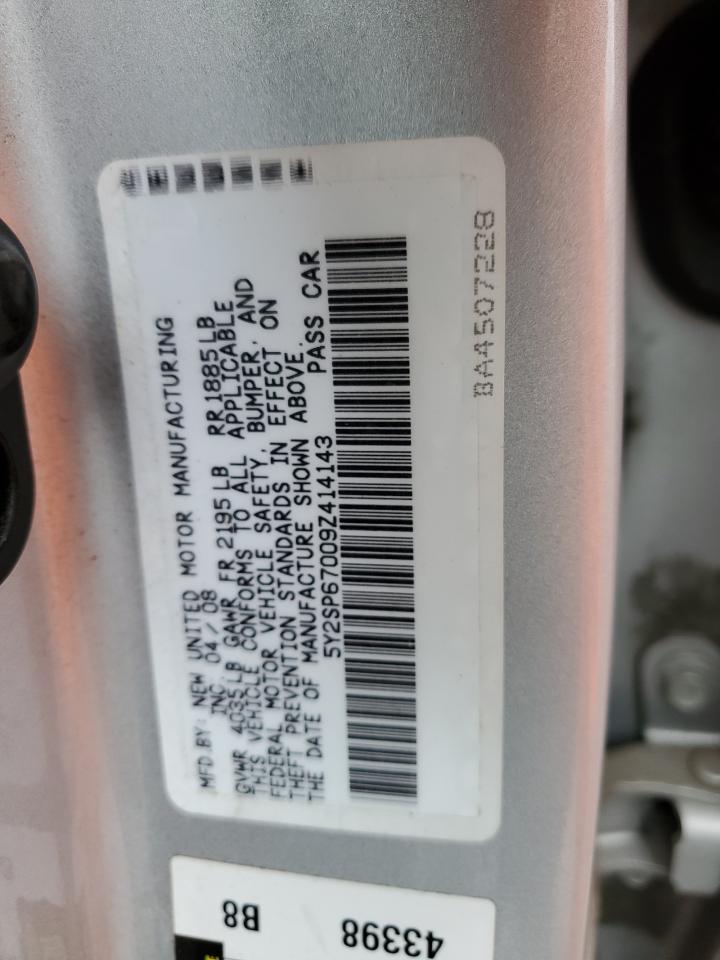 MFD.BY: NEW UNITED MOTOR MANUFACTURING
INC. 04/08
GVWR 4035LB GAWR FR 2195LB RR1885LB
THIS VEHICLE CONFORMS TO ALL APPLICABLE
FEDERAL MOTOR VEHICLE SAFETY, BUMPER, AND
THEFT PREVENTION STANDARDS IN EFFECT ON
THE DATE OF MANUFACTURE SHOWN ABOVE.
5Y2SP67009Z414143 PASS CAR
BA4507228
43398 B8